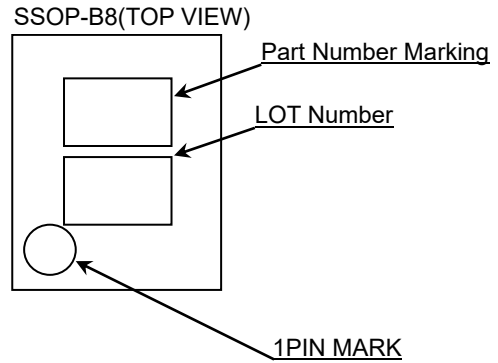 SSOP-B8(TOP VIEW)
Part Number Marking
LOT Number
1PIN MARK